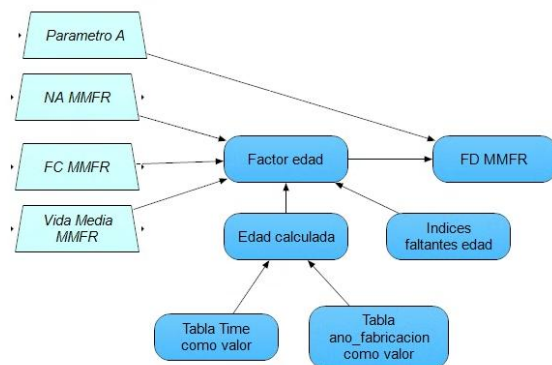 Parametro A
NA MMFR
FC MMFR
Vida Media
MMFR
Factor edad
FD MMFR
Edad calculada
Indices
faltantes edad
Tabla Time
como valor
Tabla
ano_fabricacion
como valor